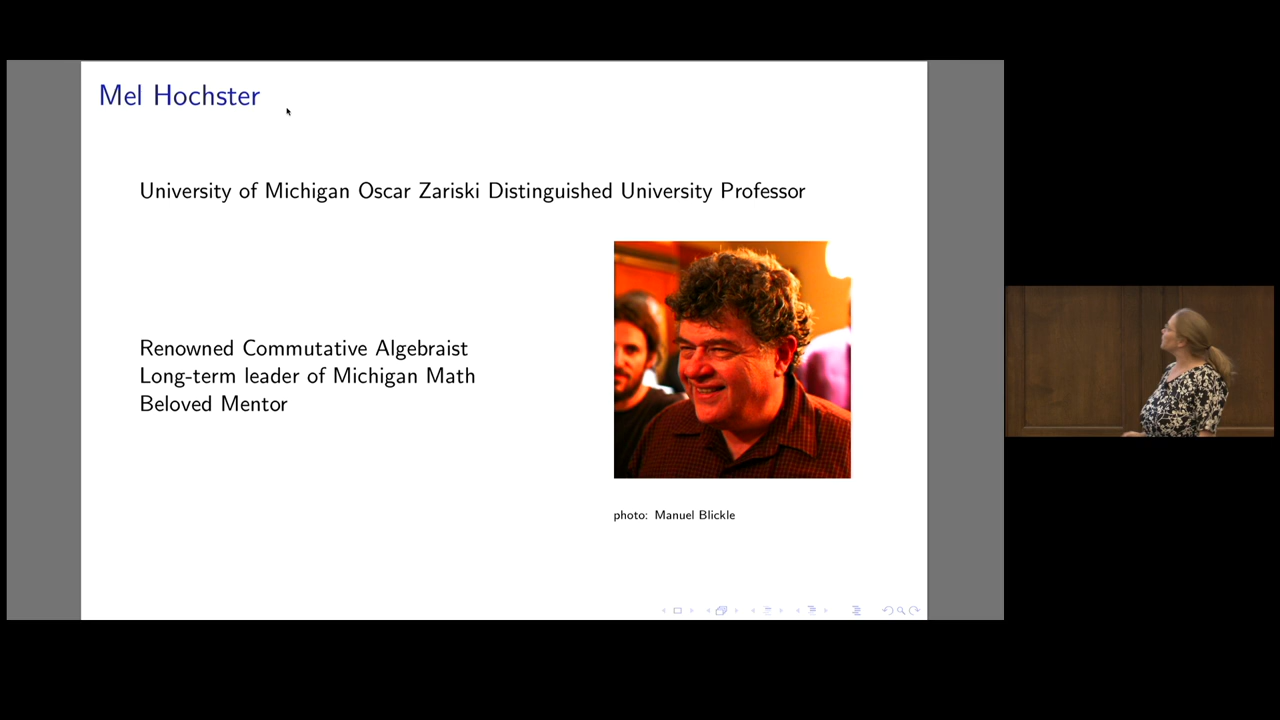 Mel Hochster
University of Michigan Oscar Zariski Distinguished University Professor
Renowned Commutative Algebraist
Long-term leader of Michigan Math
Beloved Mentor
photo: Manuel Blickle